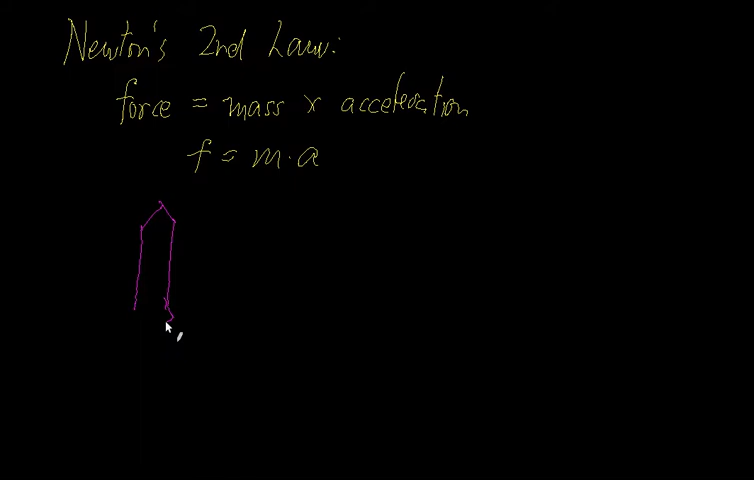 Newton's 2nd Law:
force = mass x acceleration
f = m·a